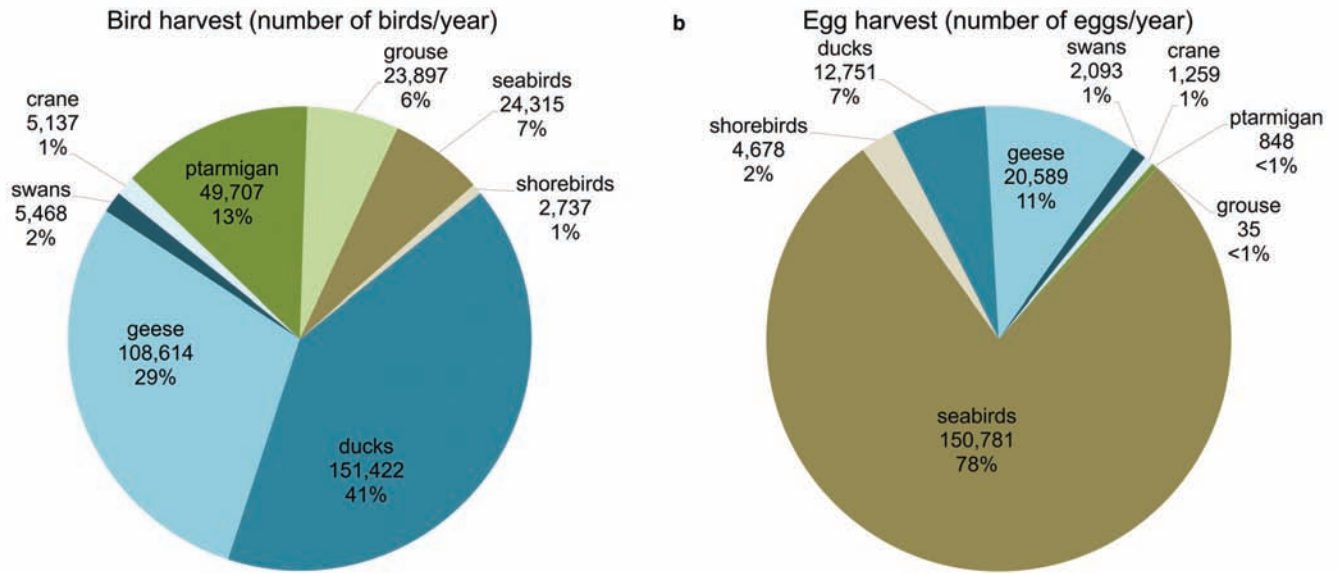 Bird harvest (number of birds/year)
grouse
23,897
6%
seabirds
24,315
7%
crane
5,137
1%
ptarmigan
49,707
13%
shorebirds
2,737
1%
swans
5,468
2%
geese
108,614
29%
ducks
151,422
41%
b
Egg harvest (number of eggs/year)
ducks
12,751
7%
swans
2,093
1%
crane
1,259
1%
shorebirds
4,678
2%
geese
20,589
11%
ptarmigan
848
<1%
grouse
35
<1%
seabirds
150,781
78%